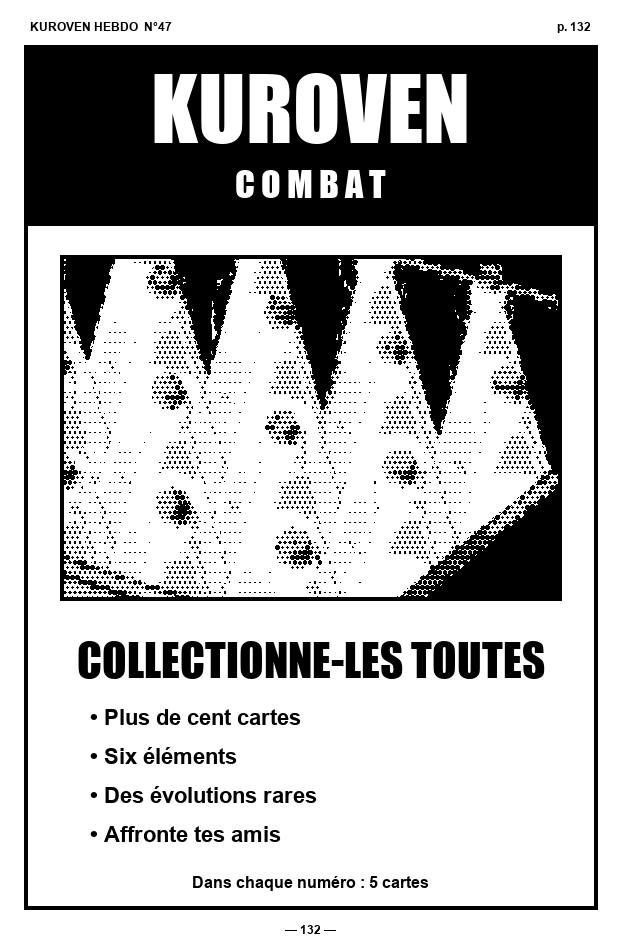 KUROVEN HEBDO N°47
p. 132
KUROVEN
COMBAT
COLLECTIONNE-LES TOUTES
• Plus de cent cartes
• Six éléments
• Des évolutions rares
• Affronte tes amis
Dans chaque numéro : 5 cartes
— 132 —